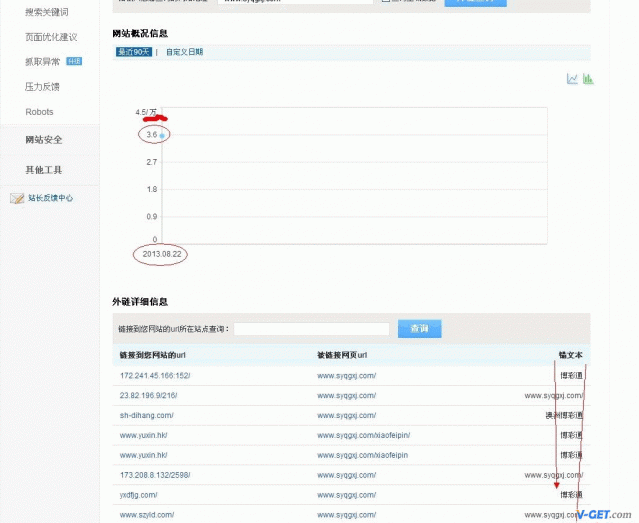 www.syqgxj.com/
搜索关键词
页面优化建议
抓取异常 升级
压力反馈
Robots
网站安全
其他工具
站长反馈中心
网站概况信息
最近90天 | 自定义日期
4.5/万
3.6
2.7
1.8
0.9
0
2013.08.22
外链详细信息
链接到您网站的url所在站点查询：
查询
链接到您网站的url 被链接网页url 锚文本
172.241.45.166:152/ www.syqgxj.com/ 博彩通
23.82.196.9/216/ www.syqgxj.com/ www.syqgxj.com/
sh-dihang.com/ www.syqgxj.com/ 澳洲博彩通
www.yuxin.hk/ www.syqgxj.com/xiaofeipin/ 博彩通
www.yuxin.hk/ www.syqgxj.com/xiaofeipin 博彩通
173.208.8.132/2598/ www.syqgxj.com/ www.syqgxj.com/
yxdfjg.com/ www.syqgxj.com/ 博彩通
www.szyld.com/ www.syqgxj.com/ www.syqgxj.com
V-GET.com